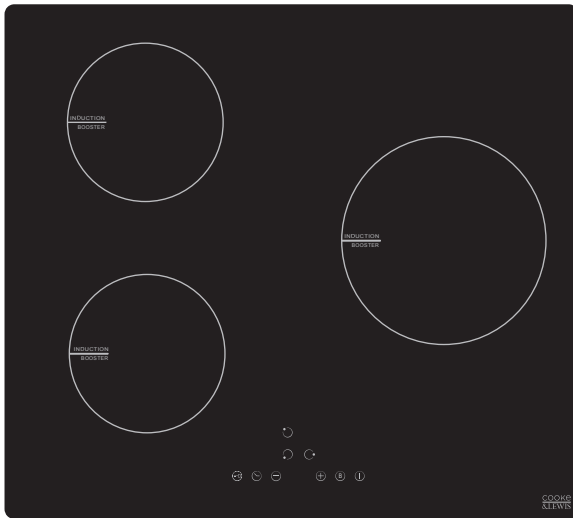 INDUCTION
BOOSTER
INDUCTION
BOOSTER
INDUCTION
BOOSTER
B
COOKE
&LEWIS